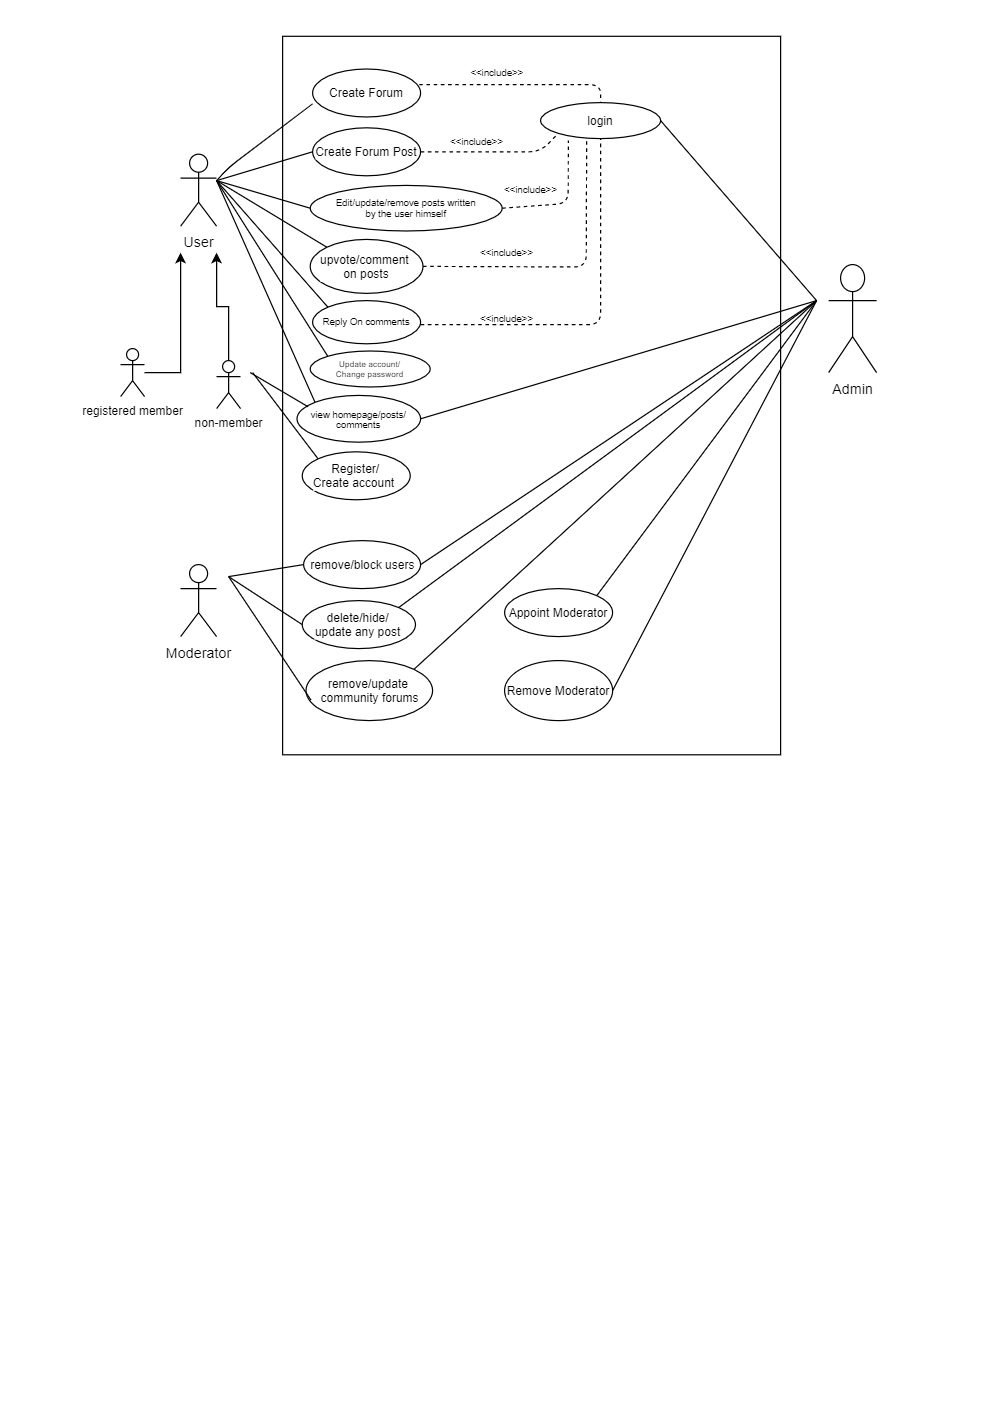 <<include>>
Create Forum
login
<<include>>
Create Forum Post
<<include>>
Edit/update/remove posts written
by the user himself
User
<<include>>
upvote/comment
on posts
<<include>>
Reply On comments
Update account/
Change password
Admin
registered member
non-member
view homepage/posts/
comments
Register/
Create account
remove/block users
Appoint Moderator
delete/hide/
update any post
Moderator
remove/update
community forums
Remove Moderator